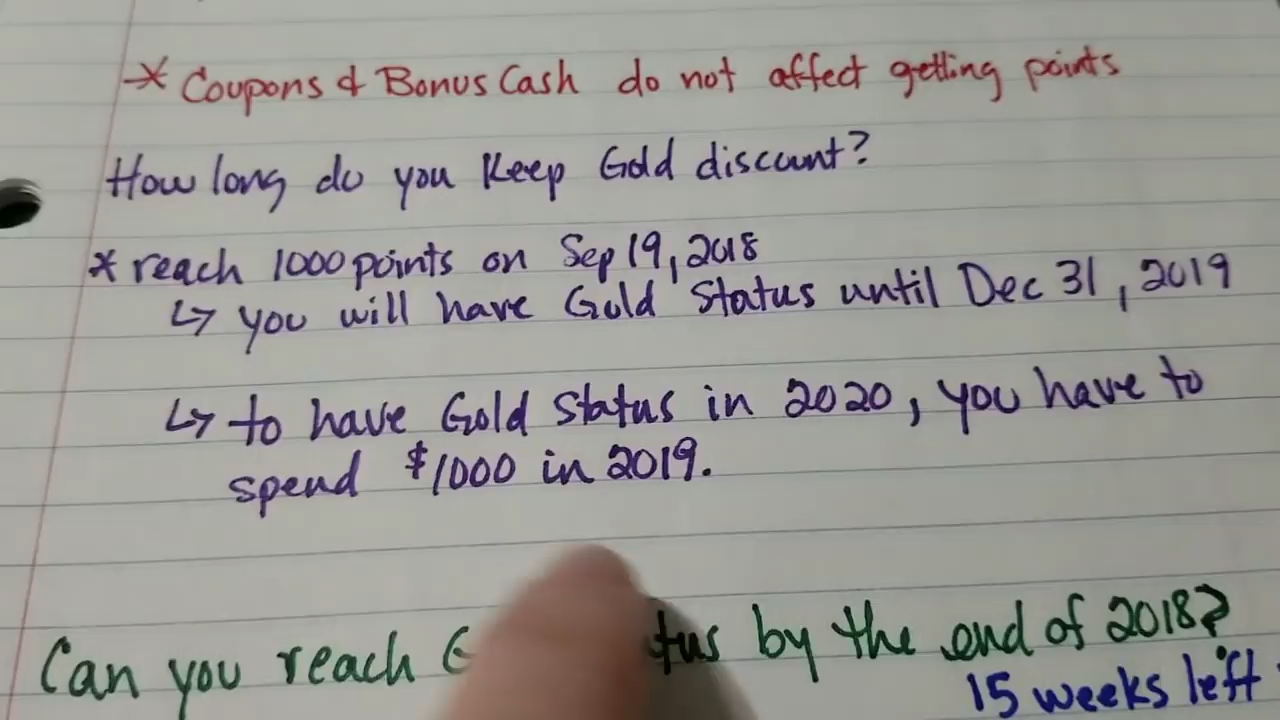 * Coupons & Bonus Cash do not affect getting points
How long do you Keep Gold discount?
* reach 1000 points on Sep 19, 2018
↳ you will have Gold Status until Dec 31, 2019
↳ to have Gold Status in 2020, you have to
spend $1000 in 2019.
Can you reach by the end of 2018?
15 weeks left